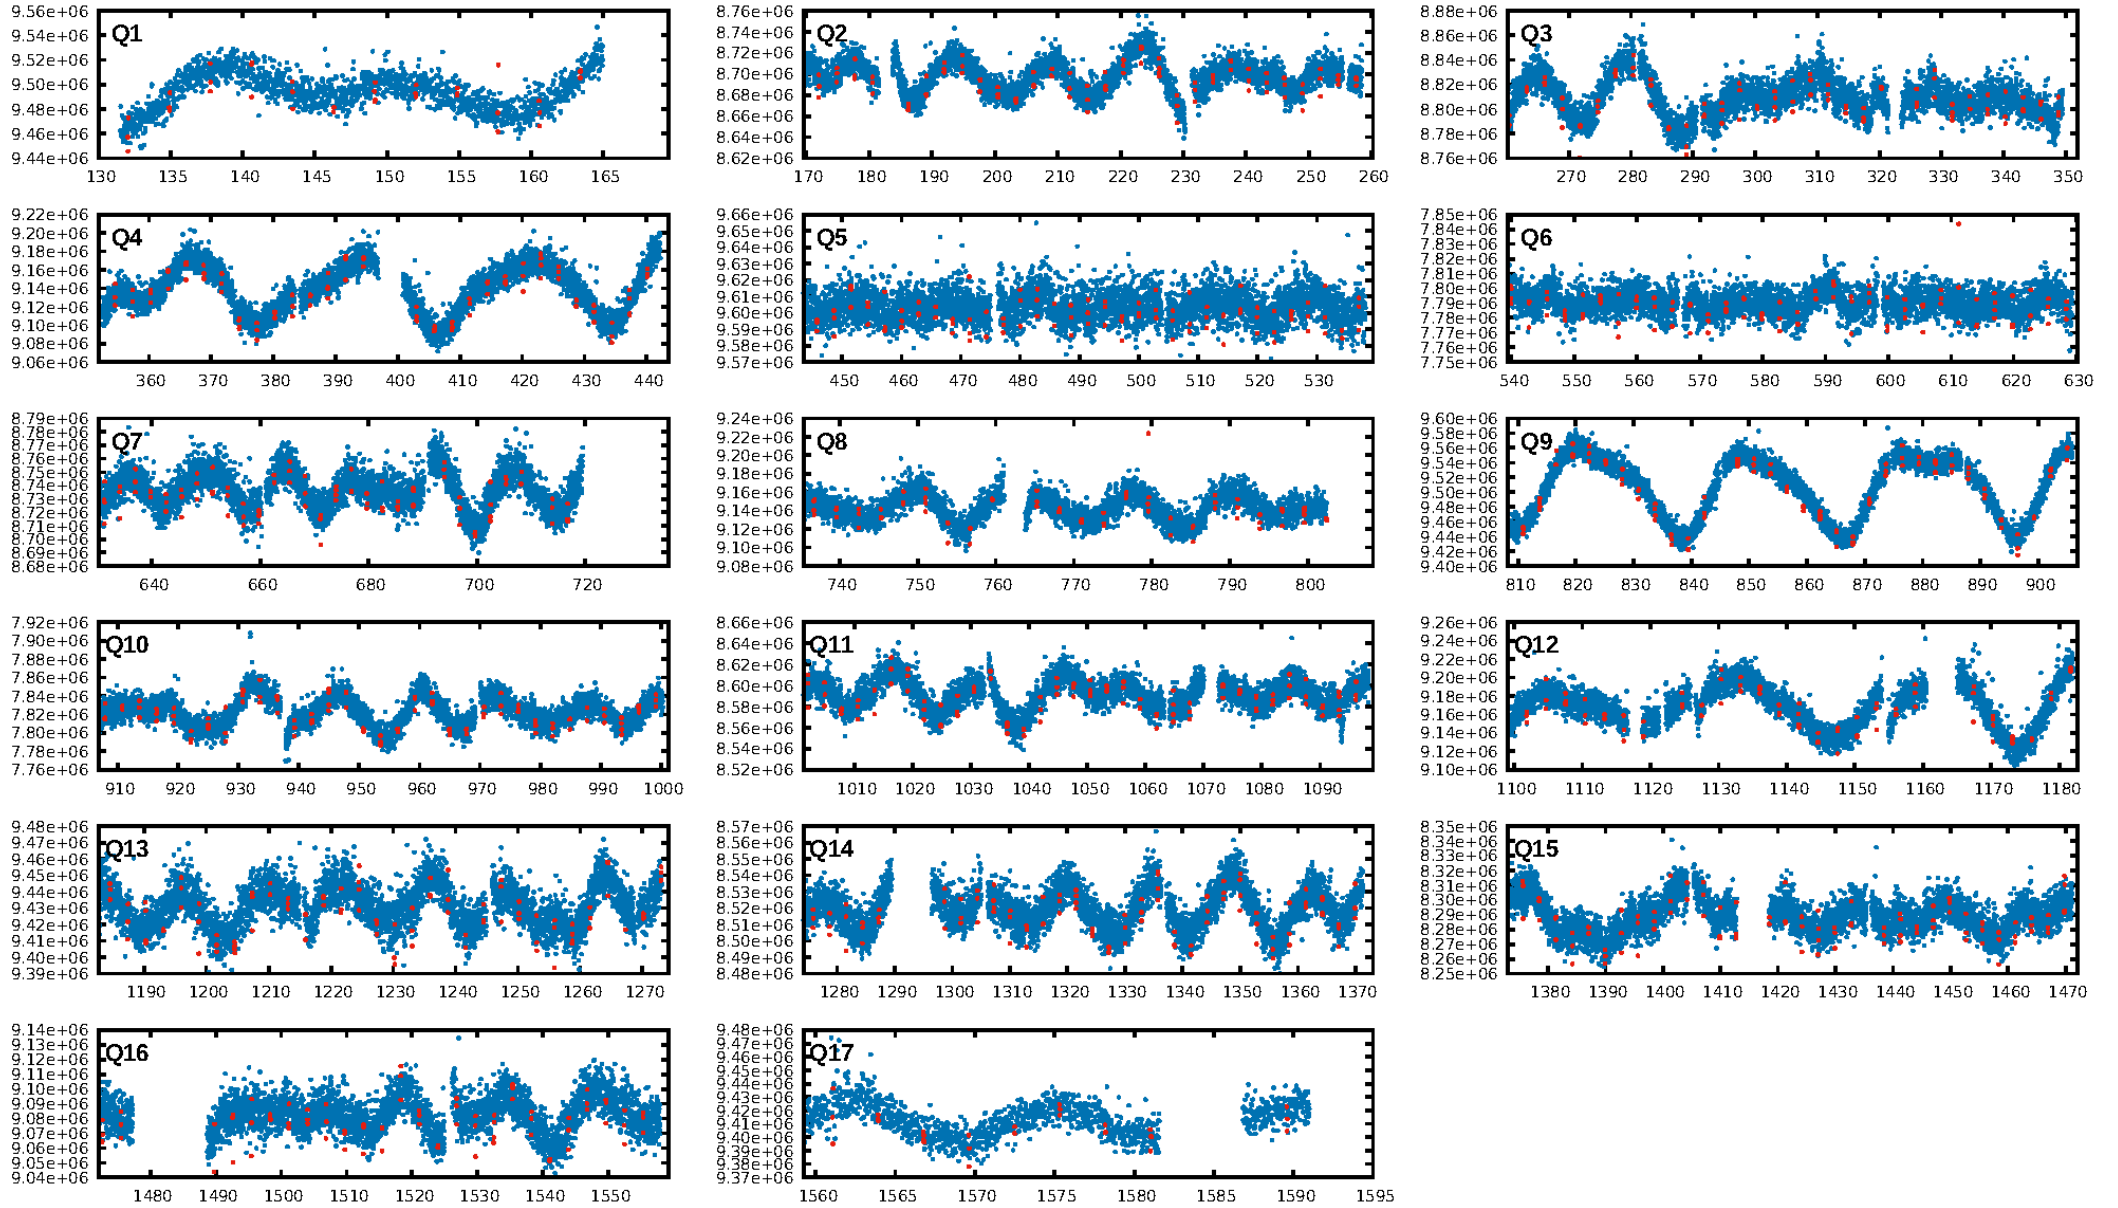 Q1
9.56e+06
9.54e+06
9.52e+06
9.50e+06
9.48e+06
9.46e+06
9.44e+06
130 135 140 145 150 155 160 165
Q2
8.76e+06
8.74e+06
8.72e+06
8.70e+06
8.68e+06
8.66e+06
8.64e+06
8.62e+06
170 180 190 200 210 220 230 240 250 260
Q3
8.88e+06
8.86e+06
8.84e+06
8.82e+06
8.80e+06
8.78e+06
8.76e+06
270 280 290 300 310 320 330 340 350
Q4
9.22e+06
9.20e+06
9.18e+06
9.16e+06
9.14e+06
9.12e+06
9.10e+06
9.08e+06
9.06e+06
360 370 380 390 400 410 420 430 440
Q5
9.66e+06
9.65e+06
9.64e+06
9.63e+06
9.62e+06
9.61e+06
9.60e+06
9.59e+06
9.58e+06
9.57e+06
450 460 470 480 490 500 510 520 530
Q6
7.85e+06
7.84e+06
7.83e+06
7.82e+06
7.81e+06
7.80e+06
7.79e+06
7.78e+06
7.77e+06
7.76e+06
7.75e+06
540 550 560 570 580 590 600 610 620 630
Q7
8.79e+06
8.78e+06
8.77e+06
8.76e+06
8.75e+06
8.74e+06
8.73e+06
8.72e+06
8.71e+06
8.70e+06
8.69e+06
8.68e+06
640 660 680 700 720
Q8
9.24e+06
9.22e+06
9.20e+06
9.18e+06
9.16e+06
9.14e+06
9.12e+06
9.10e+06
9.08e+06
740 750 760 770 780 790 800
Q9
9.60e+06
9.58e+06
9.56e+06
9.54e+06
9.52e+06
9.50e+06
9.48e+06
9.46e+06
9.44e+06
9.42e+06
9.40e+06
810 820 830 840 850 860 870 880 890 900
Q10
7.92e+06
7.90e+06
7.88e+06
7.86e+06
7.84e+06
7.82e+06
7.80e+06
7.78e+06
7.76e+06
910 920 930 940 950 960 970 980 990 1000
Q11
8.66e+06
8.64e+06
8.62e+06
8.60e+06
8.58e+06
8.56e+06
8.54e+06
8.52e+06
1010 1020 1030 1040 1050 1060 1070 1080 1090
Q12
9.26e+06
9.24e+06
9.22e+06
9.20e+06
9.18e+06
9.16e+06
9.14e+06
9.12e+06
9.10e+06
1100 1110 1120 1130 1140 1150 1160 1170 1180
Q13
9.48e+06
9.47e+06
9.46e+06
9.45e+06
9.44e+06
9.43e+06
9.42e+06
9.41e+06
9.40e+06
9.39e+06
1190 1200 1210 1220 1230 1240 1250 1260 1270
Q14
8.57e+06
8.56e+06
8.55e+06
8.54e+06
8.53e+06
8.52e+06
8.51e+06
8.50e+06
8.49e+06
8.48e+06
1280 1290 1300 1310 1320 1330 1340 1350 1360 1370
Q15
8.35e+06
8.34e+06
8.33e+06
8.32e+06
8.31e+06
8.30e+06
8.29e+06
8.28e+06
8.27e+06
8.26e+06
8.25e+06
1380 1390 1400 1410 1420 1430 1440 1450 1460 1470
Q16
9.14e+06
9.13e+06
9.12e+06
9.11e+06
9.10e+06
9.09e+06
9.08e+06
9.07e+06
9.06e+06
9.05e+06
9.04e+06
1480 1490 1500 1510 1520 1530 1540 1550
Q17
9.48e+06
9.47e+06
9.46e+06
9.45e+06
9.44e+06
9.43e+06
9.42e+06
9.41e+06
9.40e+06
9.39e+06
9.38e+06
9.37e+06
1560 1565 1570 1575 1580 1585 1590 1595